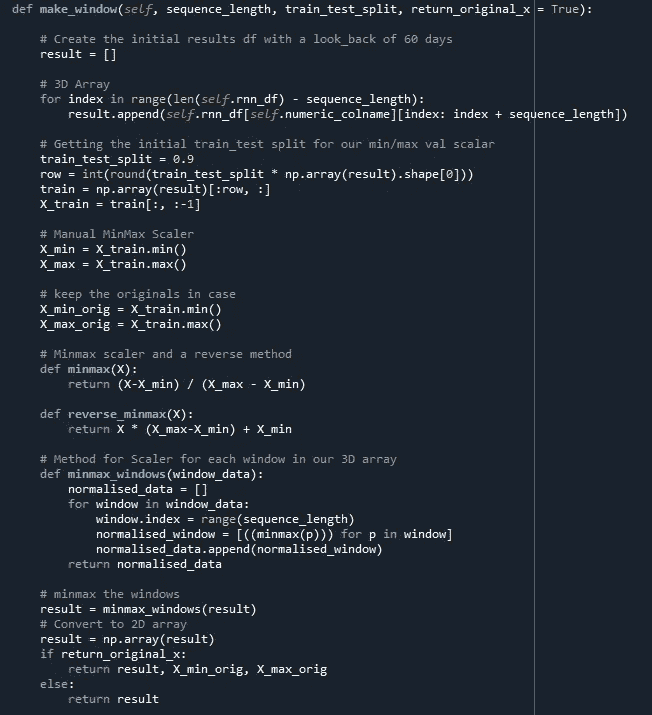 def make_window(self, sequence_length, train_test_split, return_original_x = True):
# Create the initial results df with a look_back of 60 days
result = []
# 3D Array
for index in range(len(self.rnn_df) - sequence_length):
result.append(self.rnn_df[self.numeric_colname][index: index + sequence_length])
# Getting the initial train_test split for our min/max val scalar
train_test_split = 0.9
row = int(round(train_test_split * np.array(result).shape[0]))
train = np.array(result)[:row, :]
X_train = train[:, :-1]
# Manual MinMax Scaler
X_min = X_train.min()
X_max = X_train.max()
# keep the originals in case
X_min_orig = X_train.min()
X_max_orig = X_train.max()
# Minmax scaler and a reverse method
def minmax(X):
return (X-X_min) / (X_max - X_min)
def reverse_minmax(X):
return X * (X_max-X_min) + X_min
# Method for Scaler for each window in our 3D array
def minmax_windows(window_data):
normalised_data = []
for window in window_data:
window.index = range(sequence_length)
normalised_window = [((minmax(p))) for p in window]
normalised_data.append(normalised_window)
return normalised_data
# minmax the windows
result = minmax_windows(result)
# Convert to 2D array
result = np.array(result)
if return_original_x:
return result, X_min_orig, X_max_orig
else:
return result